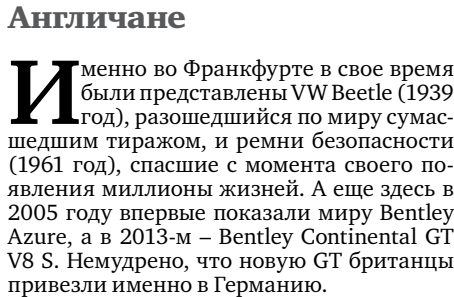 Англичане
Именно во Франкфурте в свое время
были представлены VW Beetle (1939
год), разошедшийся по миру сумас-
шедшим тиражом, и ремни безопасности
(1961 год), спасшие с момента своего по-
явления миллионы жизней. А еще здесь в
2005 году впервые показали миру Bentley
Azure, а в 2013-м – Bentley Continental GT
V8 S. Немудрено, что новую GT британцы
привезли именно в Германию.